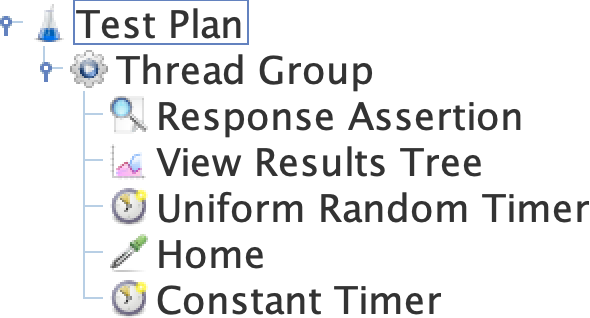 Test Plan
Thread Group
Response Assertion
View Results Tree
Uniform Random Timer
Home
Constant Timer